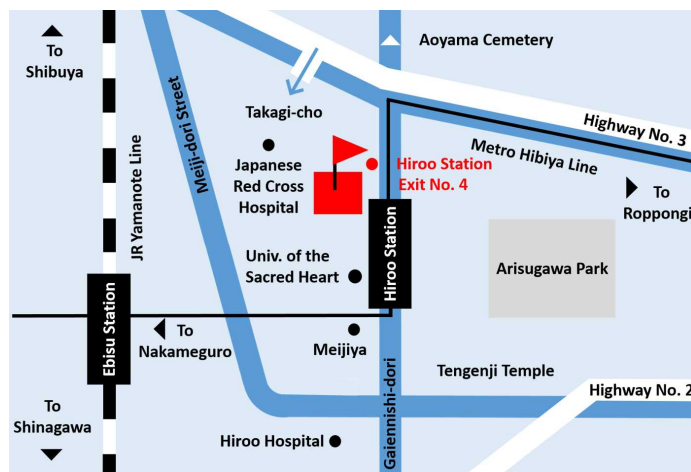 To
Shibuya
Aoyama Cemetery
Takagi-cho
Highway No. 3
Meiji-dori Street
JR Yamanote Line
Japanese
Red Cross
Hospital
Hiroo Station
Exit No. 4
Metro Hibiya Line
To
Roppongi
Hiroo Station
Univ. of the
Sacred Heart
Arisugawa Park
Ebisu Station
To
Nakameguro
Meijiya
Gaiennishi-dori
Tengenji Temple
Highway No. 2
To
Shinagawa
Hiroo Hospital